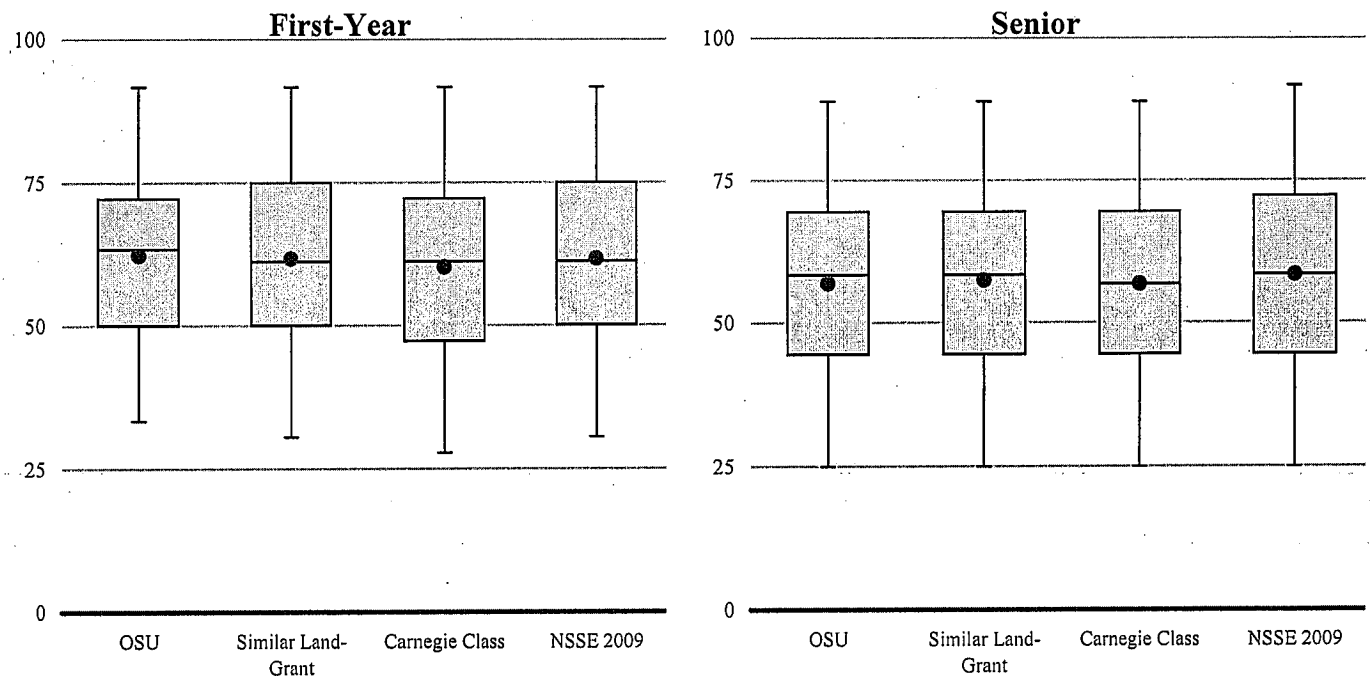 First-Year
100
75
50
25
0
OSU
Similar Land-
Grant
Carnegie Class
NSSE 2009
Senior
100
75
50
25
0
OSU
Similar Land-
Grant
Carnegie Class
NSSE 2009